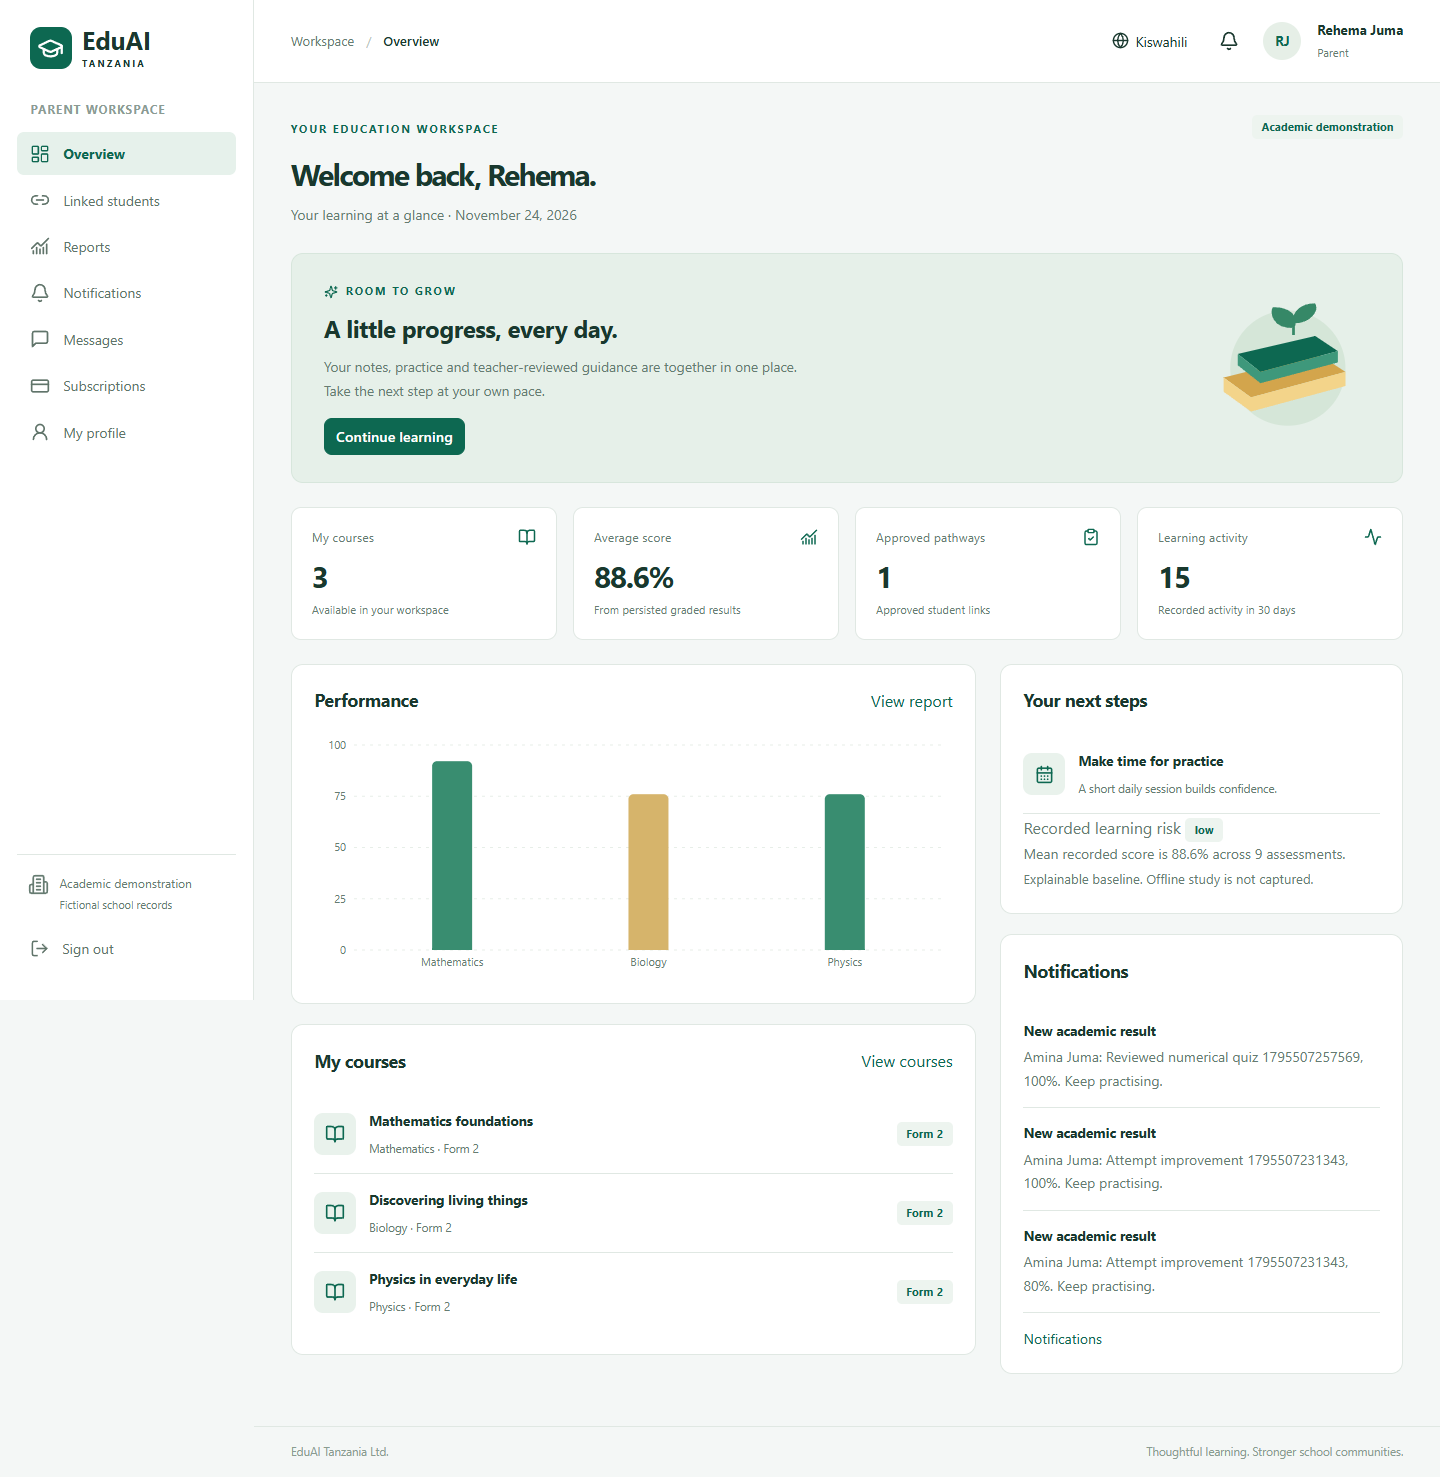 EduAI
TANZANIA
PARENT WORKSPACE
Overview
Linked students
Reports
Notifications
Messages
Subscriptions
My profile
Academic demonstration
Fictional school records
Sign out
Workspace / Overview
Kiswahili
RJ
Rehema Juma
Parent
YOUR EDUCATION WORKSPACE
Academic demonstration
Welcome back, Rehema.
Your learning at a glance · November 24, 2026
ROOM TO GROW
A little progress, every day.
Your notes, practice and teacher-reviewed guidance are together in one place.
Take the next step at your own pace.
Continue learning
My courses
3
Available in your workspace
Average score
88.6%
From persisted graded results
Approved pathways
1
Approved student links
Learning activity
15
Recorded activity in 30 days
Performance
View report
100
75
50
25
0
Mathematics
Biology
Physics
My courses
View courses
Mathematics foundations
Mathematics · Form 2
Form 2
Discovering living things
Biology · Form 2
Form 2
Physics in everyday life
Physics · Form 2
Form 2
Your next steps
Make time for practice
A short daily session builds confidence.
Recorded learning risk low
Mean recorded score is 88.6% across 9 assessments.
Explainable baseline. Offline study is not captured.
Notifications
New academic result
Amina Juma: Reviewed numerical quiz 1795507257569,
100%. Keep practising.
New academic result
Amina Juma: Attempt improvement 1795507231343,
100%. Keep practising.
New academic result
Amina Juma: Attempt improvement 1795507231343,
80%. Keep practising.
Notifications
EduAI Tanzania Ltd.
Thoughtful learning. Stronger school communities.